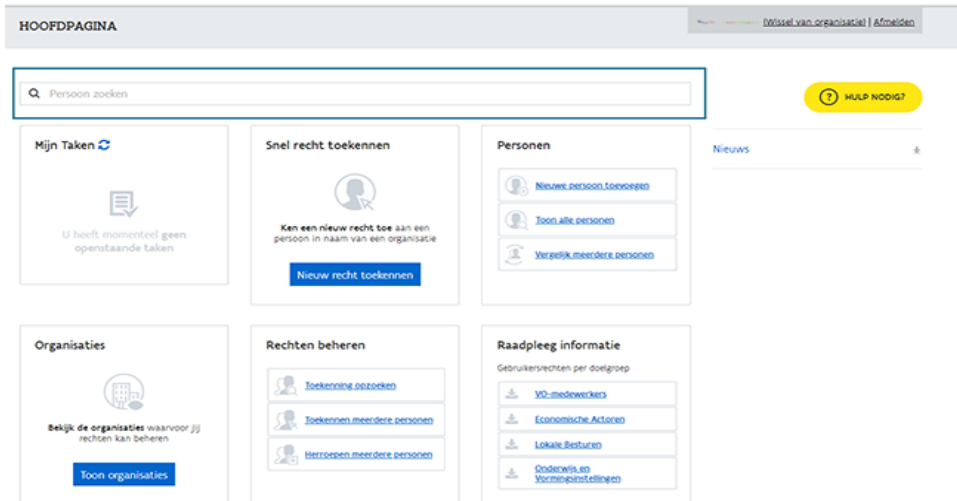 HOOFDPAGINA
(Wissel van organisatie) | Afmelden
Persoon zoeken
HULP NODIG?
Nieuws
Mijn Taken
U heeft momenteel geen
openstaande taken
Snel recht toekennen
Ken een nieuw recht toe aan een
persoon in naam van een organisatie
Nieuw recht toekennen
Personen
Nieuwe persoon toevoegen
Toon alle personen
Vergelijk meerdere personen
Organisaties
Bekijk de organisaties waarvoor jij
rechten kan beheren
Toon organisaties
Rechten beheren
Toekenning opzoeken
Toekennen meerdere personen
Herroepen meerdere personen
Raadpleeg informatie
Gebruikersrechten per doelgroep
VO-medewerkers
Economische Actoren
Lokale Besturen
Onderwijs en
Vormingsinstellingen